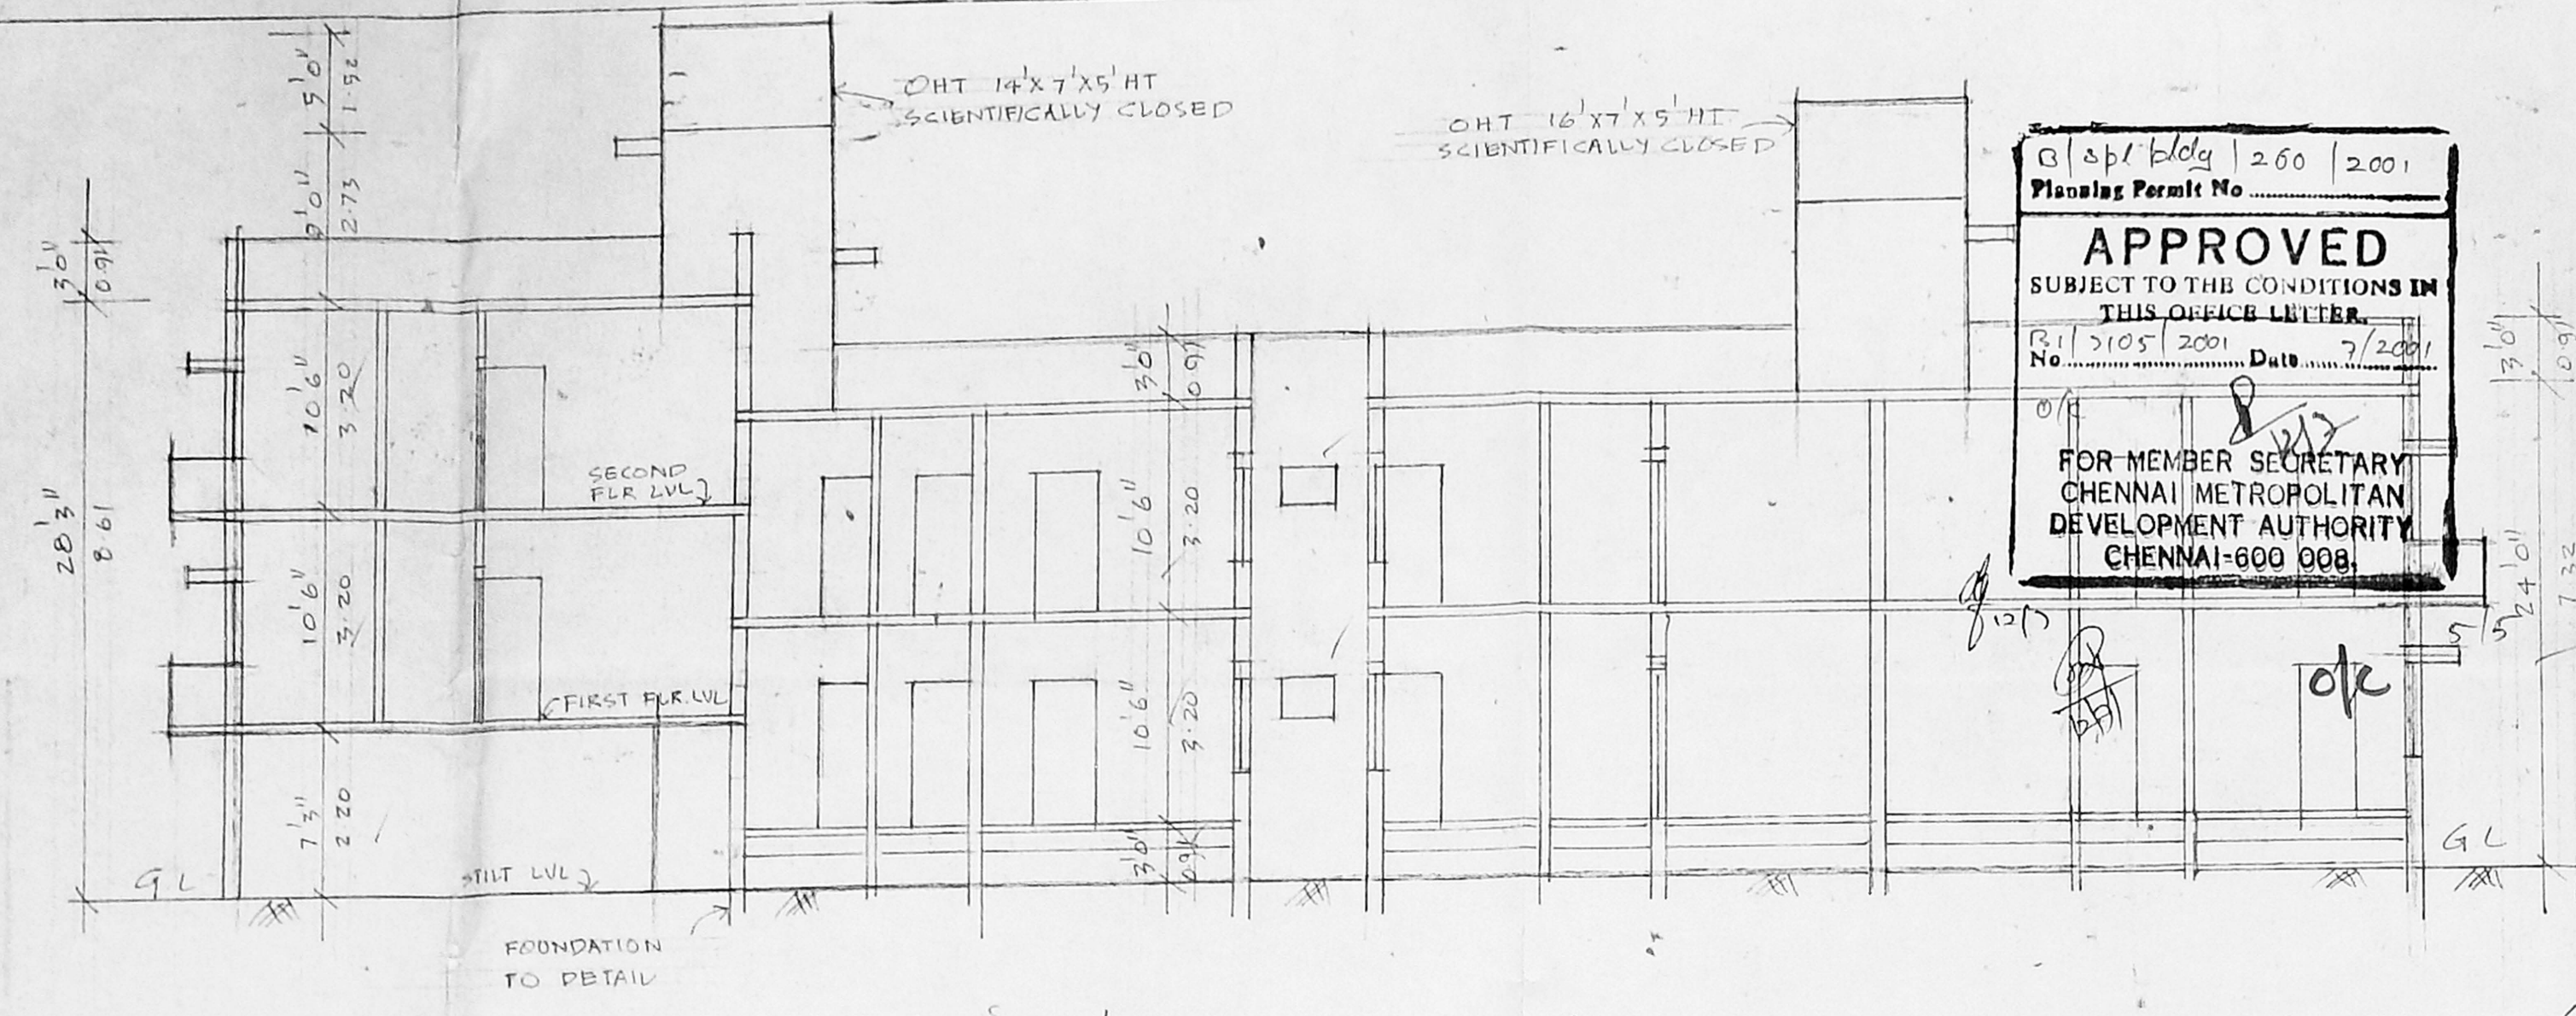 5'0"
1.52
9'0"
2.73
3'0"
0.91
28'3"
8.61
10'6"
3.20
10'6"
3.20
7'3"
2.20
OHT 14'X7'X5' HT
SCIENTIFICALLY CLOSED
OHT 16'X7'X5' HT
SCIENTIFICALLY CLOSED
SECOND
FLR LVL
FIRST FLR. LVL
STILT LVL
G L
FOUNDATION
TO DETAIL
3'0"
0.91
10'6"
3.20
10'6"
3.20
3'0"
0.91
B/spl bldg/260/2001
Planning Permit No
APPROVED
SUBJECT TO THE CONDITIONS IN
THIS OFFICE LETTER.
B1/7105/2001 7/2001
No Date
O/C
12/7
FOR MEMBER SECRETARY
CHENNAI METROPOLITAN
DEVELOPMENT AUTHORITY
CHENNAI-600 008.
12/7
O/C
3'0"
0.91
24'0"
7.32
G L